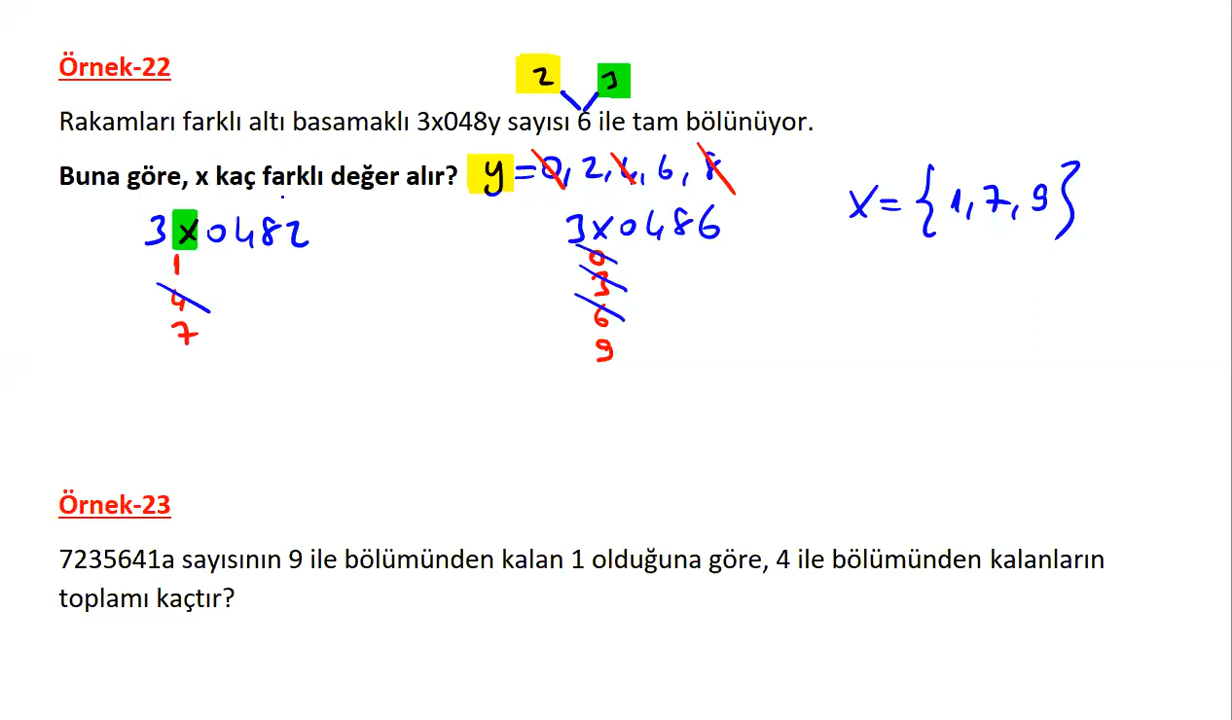 Örnek-22
2 3
Rakamları farklı altı basamaklı 3x048y sayısı 6 ile tam bölünüyor.
Buna göre, x kaç farklı değer alır? y = 0, 2, 4, 6, 8
x = {1, 7, 9}
3x0482 3x0486
1 0
4 3
7 6
9
Örnek-23
7235641a sayısının 9 ile bölümünden kalan 1 olduğuna göre, 4 ile bölümünden kalanların
toplamı kaçtır?